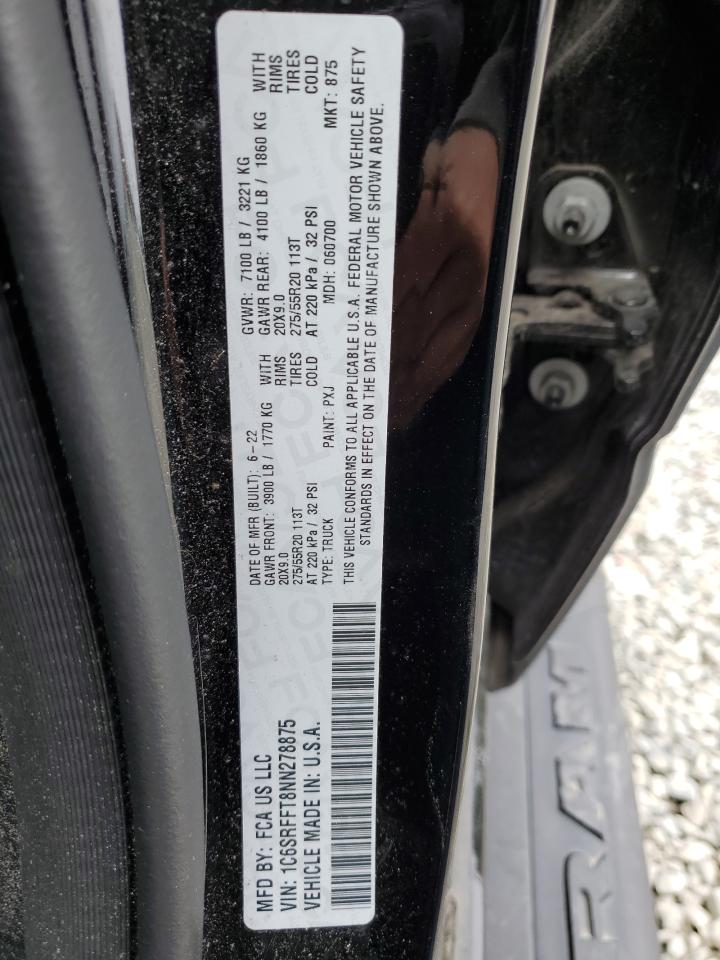 MFD BY: FCA US LLC
VIN: 1C6SRFFT8NN278875
VEHICLE MADE IN: U.S.A.
DATE OF MFR (BUILT): 6-22
GVWR: 7100 LB / 3221 KG
GAWR FRONT: 3900 LB / 1770 KG WITH
GAWR REAR: 4100 LB / 1860 KG WITH
20X9.0 RIMS
20X9.0 RIMS
275/55R20 113T TIRES
275/55R20 113T TIRES
AT 220 kPa / 32 PSI COLD
AT 220 kPa / 32 PSI COLD
TYPE: TRUCK PAINT: PXJ MDH: 060700 MKT: 875
THIS VEHICLE CONFORMS TO ALL APPLICABLE U.S.A. FEDERAL MOTOR VEHICLE SAFETY
STANDARDS IN EFFECT ON THE DATE OF MANUFACTURE SHOWN ABOVE.
RAM